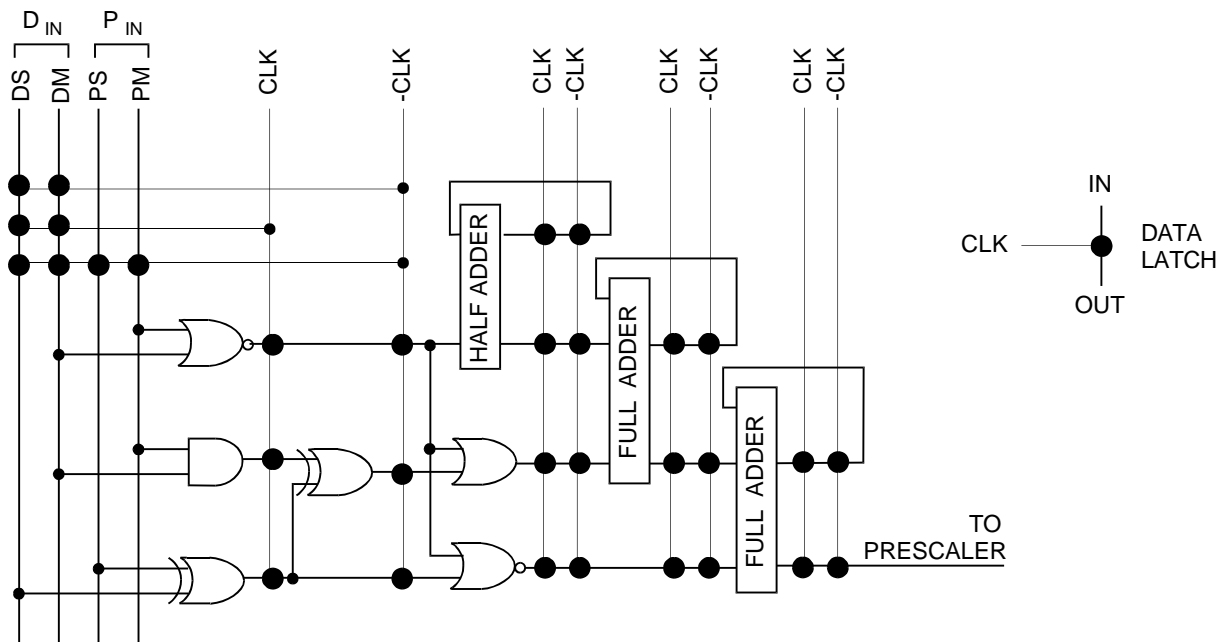 D IN
P IN
DS
DM
PS
PM
CLK
-CLK
CLK
-CLK
CLK
-CLK
CLK
-CLK
HALF ADDER
FULL ADDER
FULL ADDER
IN
CLK
DATA
LATCH
OUT
TO
PRESCALER